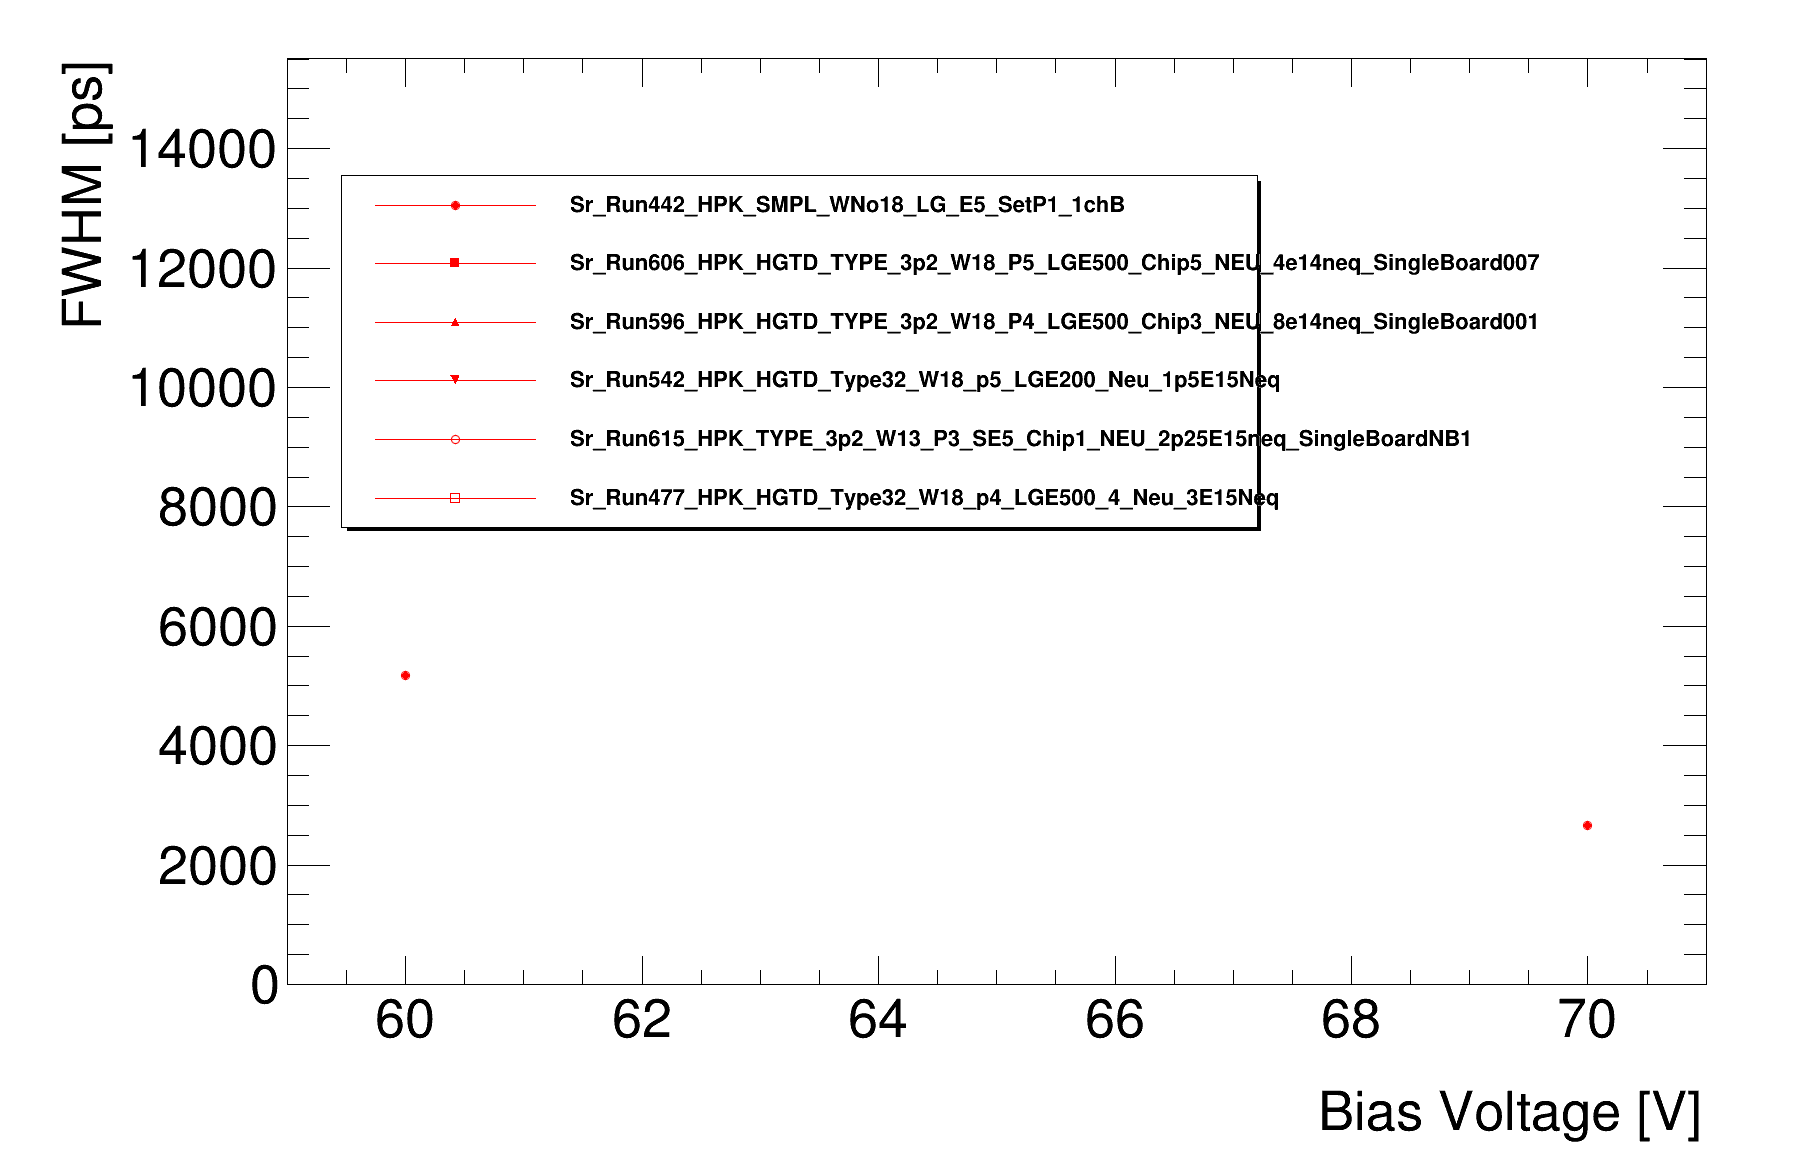 FWHM [ps]
14000
12000
10000
8000
6000
4000
2000
0
Sr_Run442_HPK_SMPL_WNo18_LG_E5_SetP1_1chB
Sr_Run606_HPK_HGTD_TYPE_3p2_W18_P5_LGE500_Chip5_NEU_4e14neq_SingleBoard007
Sr_Run596_HPK_HGTD_TYPE_3p2_W18_P4_LGE500_Chip3_NEU_8e14neq_SingleBoard001
Sr_Run542_HPK_HGTD_Type32_W18_p5_LGE200_Neu_1p5E15Neq
Sr_Run615_HPK_TYPE_3p2_W13_P3_SE5_Chip1_NEU_2p25E15neq_SingleBoardNB1
Sr_Run477_HPK_HGTD_Type32_W18_p4_LGE500_4_Neu_3E15Neq
60 62 64 66 68 70
Bias Voltage [V]